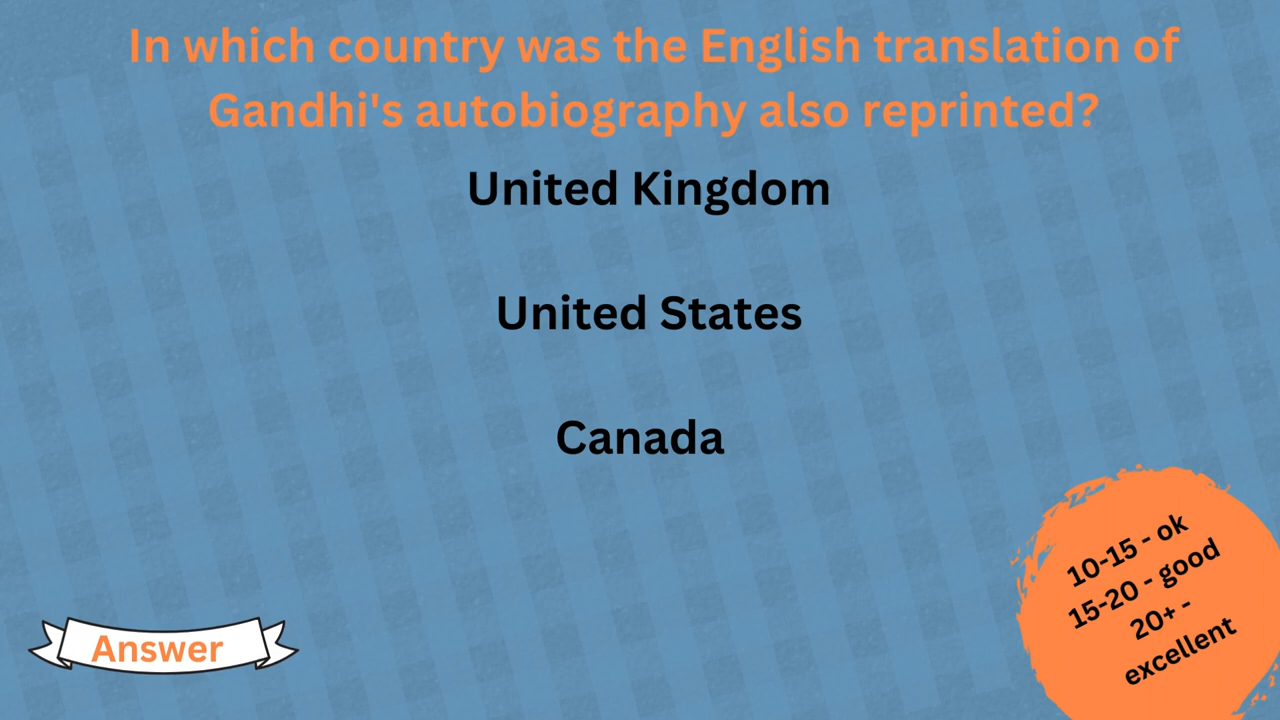 In which country was the English translation of
Gandhi's autobiography also reprinted?
United Kingdom
United States
Canada
10-15 - ok
15-20 - good
20+ -
excellent
Answer